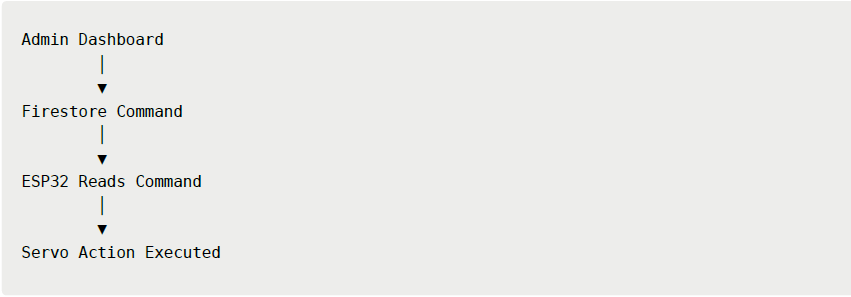 Admin Dashboard
│
▼
Firestore Command
│
▼
ESP32 Reads Command
│
▼
Servo Action Executed